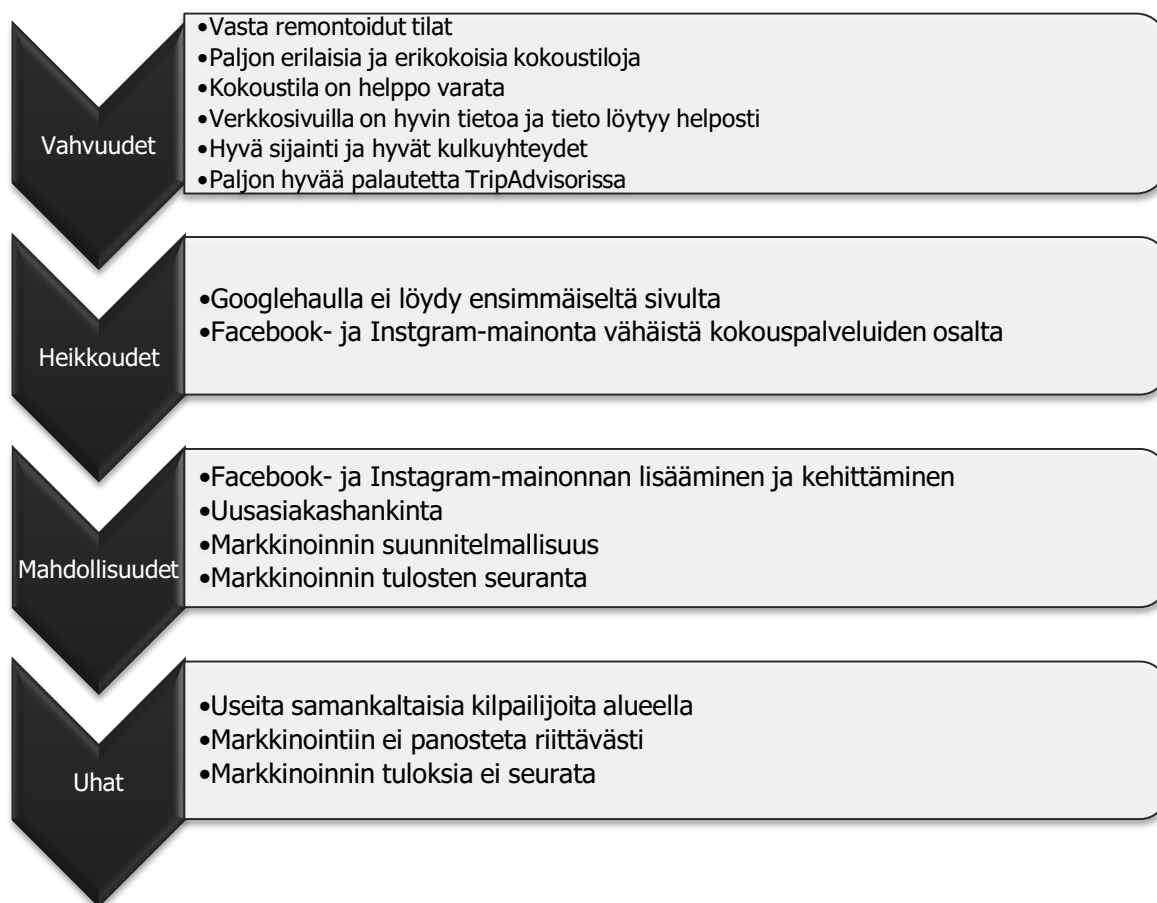 Vahvuudet
•Vasta remontoidut tilat
•Paljon erilaisia ja erikokoisia kokoustiloja
•Kokoustila on helppo varata
•Verkkosivuilla on hyvin tietoa ja tieto löytyy helposti
•Hyvä sijainti ja hyvät kulkuyhteydet
•Paljon hyvää palautetta TripAdvisorissa
Heikkoudet
•Googlehaulla ei löydy ensimmäiseltä sivulta
•Facebook- ja Instgram-mainonta vähäistä kokouspalveluiden osalta
Mahdollisuudet
•Facebook- ja Instagram-mainonnan lisääminen ja kehittäminen
•Uusasiakashankinta
•Markkinoinnin suunnitelmallisuus
•Markkinoinnin tulosten seuranta
Uhat
•Useita samankaltaisia kilpailijoita alueella
•Markkinointiin ei panosteta riittävästi
•Markkinoinnin tuloksia ei seurata